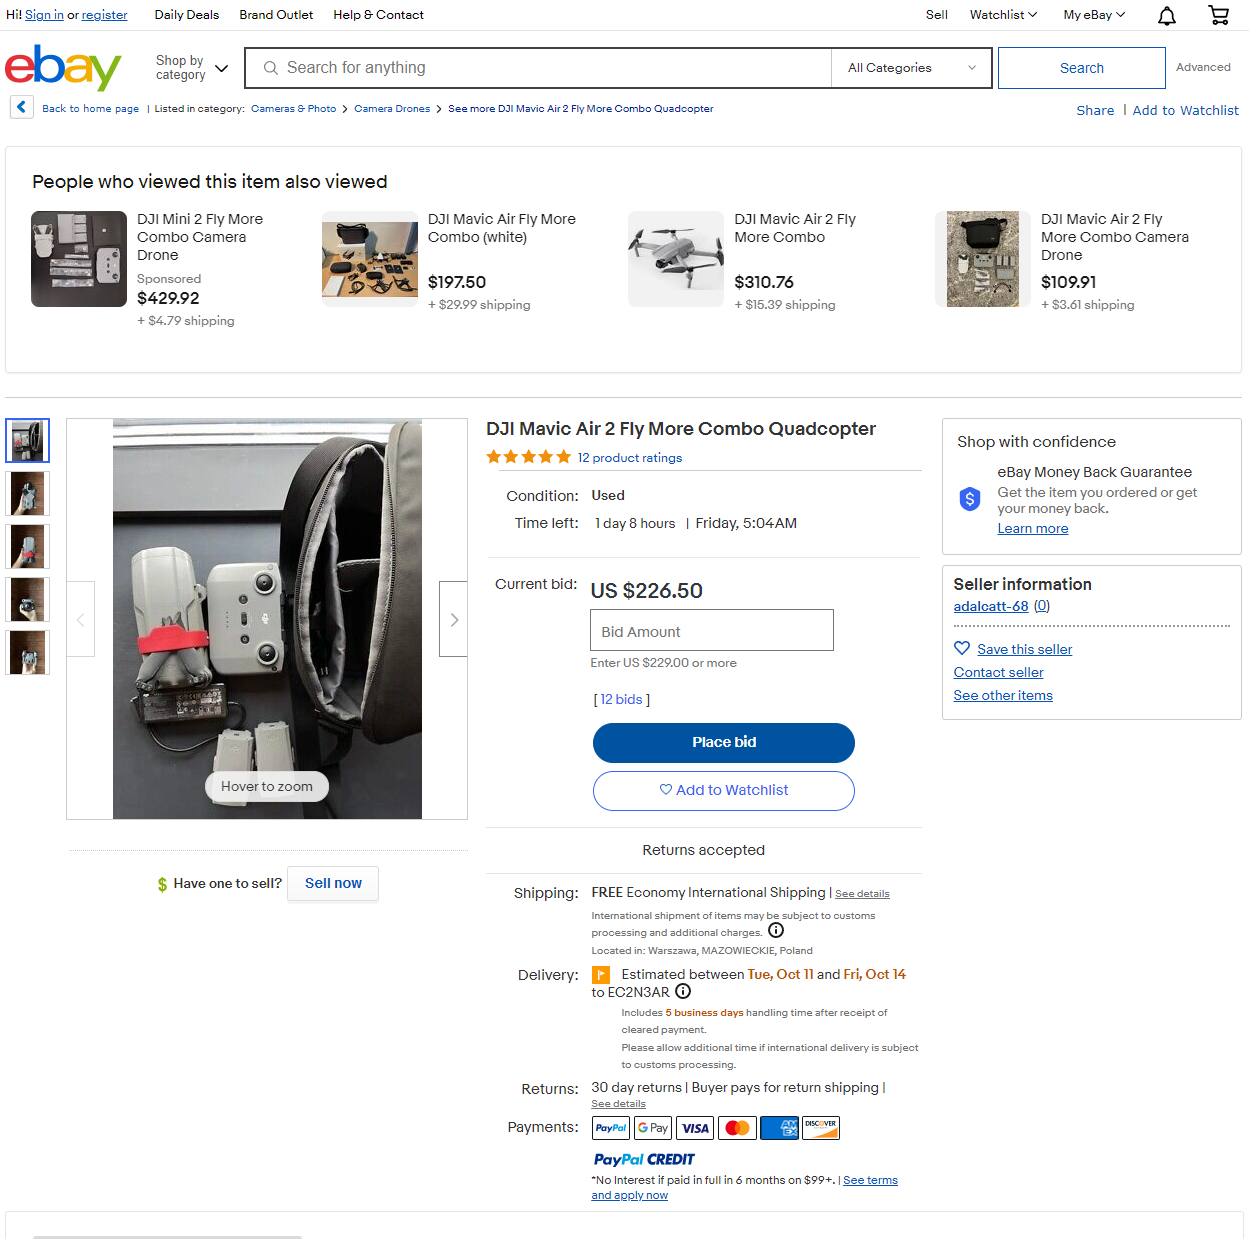 Hi! Sign in or register
Daily Deals
Brand Outlet
Help & Contact
Sell
Watchlist
My eBay
ebay
Shop by category
Search for anything
All Categories
Search
Advanced
Back to home page | Listed in category: Cameras & Photo > Camera Drones > See more DJI Mavic Air 2 Fly More Combo Quadcopter
Share | Add to Watchlist
People who viewed this item also viewed
DJI Mini 2 Fly More
Combo Camera
Drone
Sponsored
$429.92
+ $4.79 shipping
DJI Mavic Air Fly More
Combo (white)
$197.50
+ $29.99 shipping
DJI Mavic Air 2 Fly
More Combo
$310.76
+ $15.39 shipping
DJI Mavic Air 2 Fly
More Combo Camera
Drone
$109.91
+ $3.61 shipping
Hover to zoom
$ Have one to sell? Sell now
DJI Mavic Air 2 Fly More Combo Quadcopter
12 product ratings
Condition: Used
Time left: 1 day 8 hours | Friday, 5:04AM
Current bid: US $226.50
Bid Amount
Enter US $229.00 or more
[ 12 bids ]
Place bid
Add to Watchlist
Returns accepted
Shipping: FREE Economy International Shipping | See details
International shipment of items may be subject to customs
processing and additional charges.
Located in: Warszawa, MAZOWIECKIE, Poland
Delivery: Estimated between Tue, Oct 11 and Fri, Oct 14
to EC2N3AR
Includes 5 business days handling time after receipt of
cleared payment.
Please allow additional time if international delivery is subject
to customs processing.
Returns: 30 day returns | Buyer pays for return shipping |
See details
Payments: PayPal G Pay VISA AM EX DISCOVER
PayPal CREDIT
*No Interest if paid in full in 6 months on $99+. | See terms
and apply now
Shop with confidence
eBay Money Back Guarantee
Get the item you ordered or get
your money back.
Learn more
Seller information
adalcatt-68 (0)
Save this seller
Contact seller
See other items